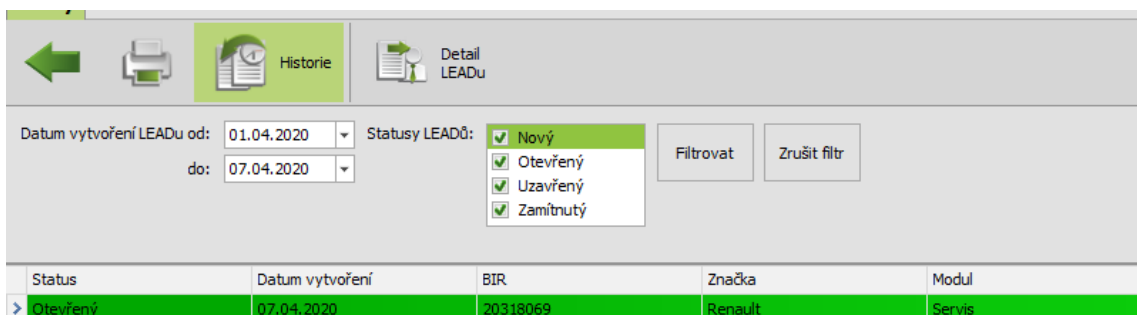 Historie
Detail
LEADu
Datum vytvoření LEADu od: 01.04.2020 Statusy LEADů:
do: 07.04.2020
Nový
Otevřený
Uzavřený
Zamítnutý
Filtrovat Zrušit filtr
Status Datum vytvoření BIR Značka Modul
Otevřený 07.04.2020 20318069 Renault Servis